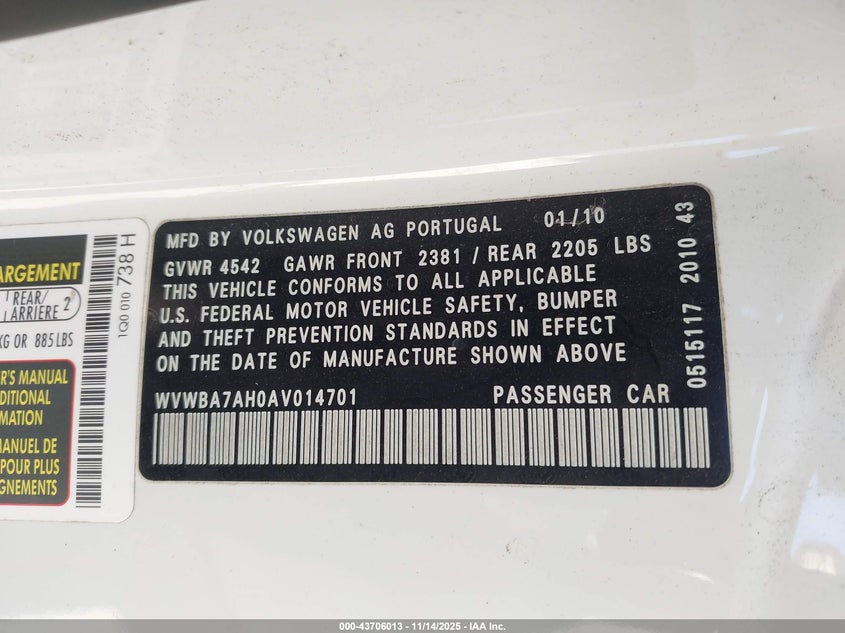 MFD BY VOLKSWAGEN AG PORTUGAL 01/10
GVWR 4542 GAWR FRONT 2381 / REAR 2205 LBS
THIS VEHICLE CONFORMS TO ALL APPLICABLE
U.S. FEDERAL MOTOR VEHICLE SAFETY, BUMPER
AND THEFT PREVENTION STANDARDS IN EFFECT
ON THE DATE OF MANUFACTURE SHOWN ABOVE
WVWBA7AH0AV014701 PASSENGER CAR
0515117 2010 43
ARGEMENT
REAR/
ARRIERE 2
KG OR 885 LBS
R'S MANUAL
DITIONAL
MATION
MANUEL DE
POUR PLUS
GNEMENTS
1Q0 010 738 H
000-43706013 - 11/14/2025 - IAA Inc.